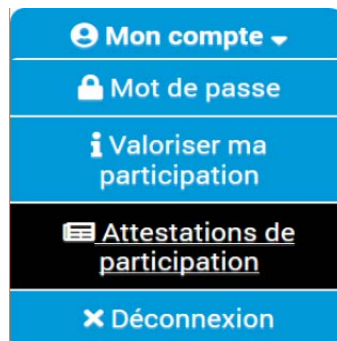 Mon compte
Mot de passe
Valoriser ma
participation
Attestations de
participation
Déconnexion